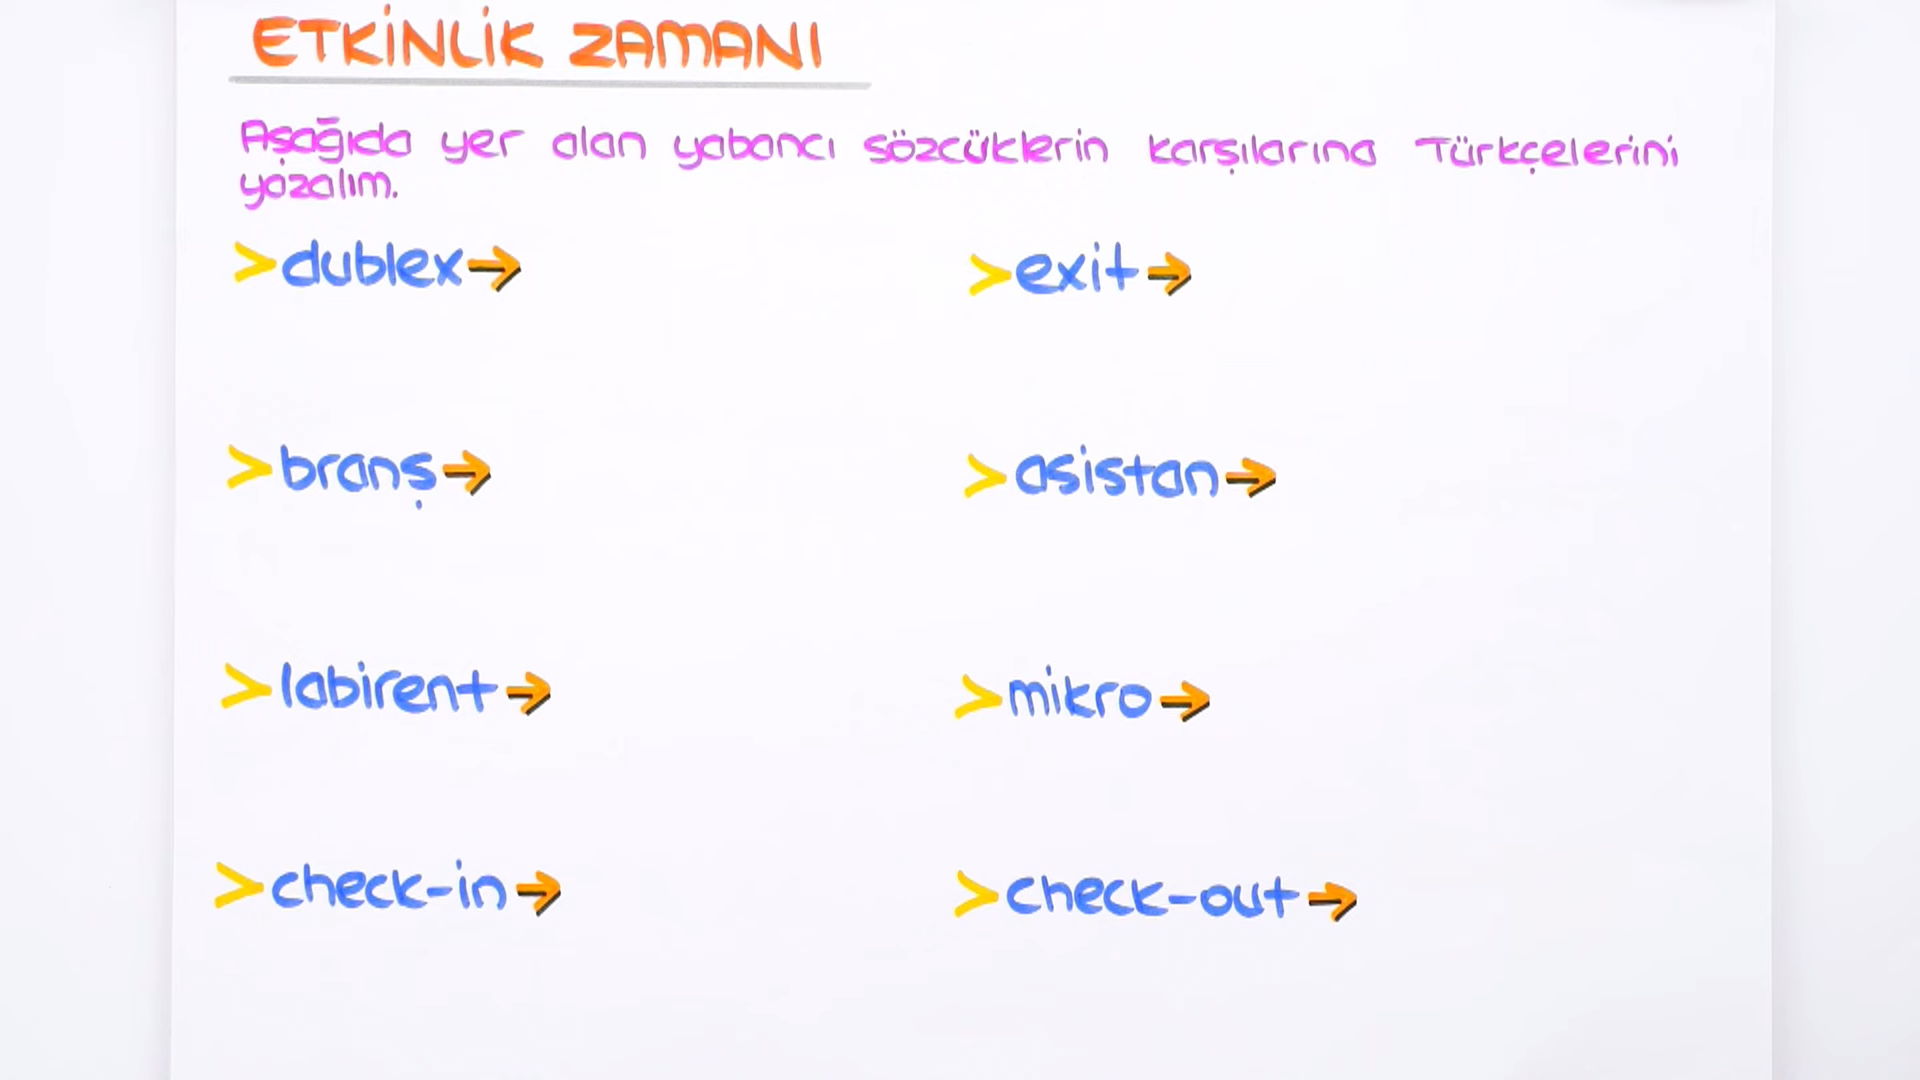 ETKİNLİK ZAMANI
Aşağıda yer alan yabancı sözcüklerin karşılarına Türkçelerini
yazalım.
>dublex→ >exit→
>branş→ >asistan→
>labirent→ >mikro→
>check-in→ >check-out→